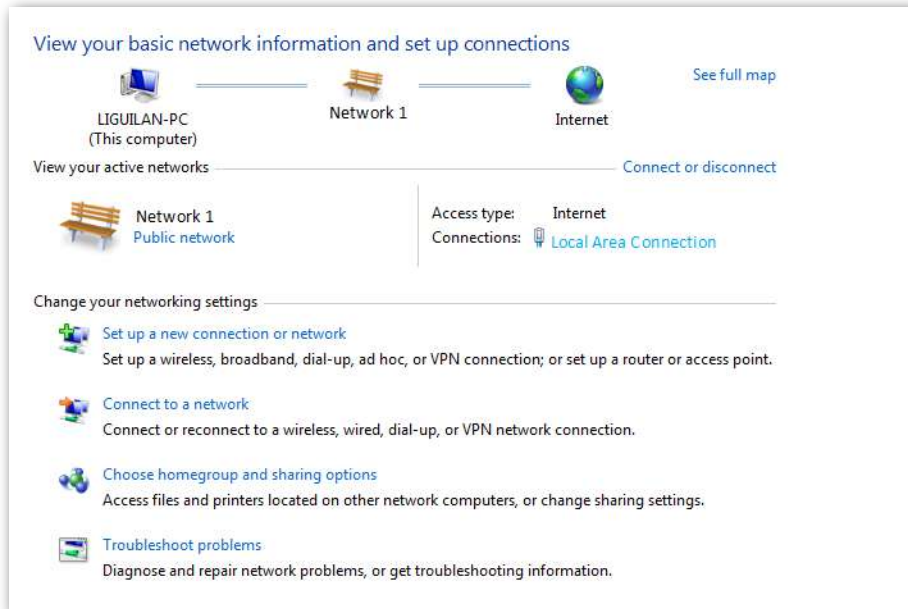 View your basic network information and set up connections
See full map
LIGUILAN-PC
(This computer)
Network 1
Internet
View your active networks
Connect or disconnect
Network 1
Public network
Access type: Internet
Connections: Local Area Connection
Change your networking settings
Set up a new connection or network
Set up a wireless, broadband, dial-up, ad hoc, or VPN connection; or set up a router or access point.
Connect to a network
Connect or reconnect to a wireless, wired, dial-up, or VPN network connection.
Choose homegroup and sharing options
Access files and printers located on other network computers, or change sharing settings.
Troubleshoot problems
Diagnose and repair network problems, or get troubleshooting information.